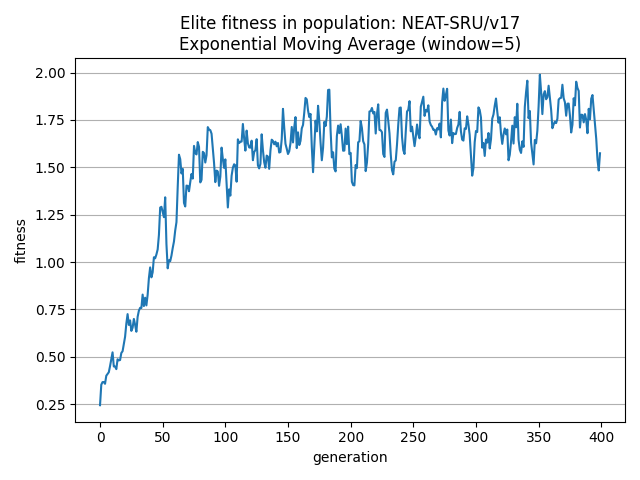 Elite fitness in population: NEAT-SRU/v17
Exponential Moving Average (window=5)
2.00
1.75
1.50
1.25
1.00
0.75
0.50
0.25
fitness
0 50 100 150 200 250 300 350 400
generation